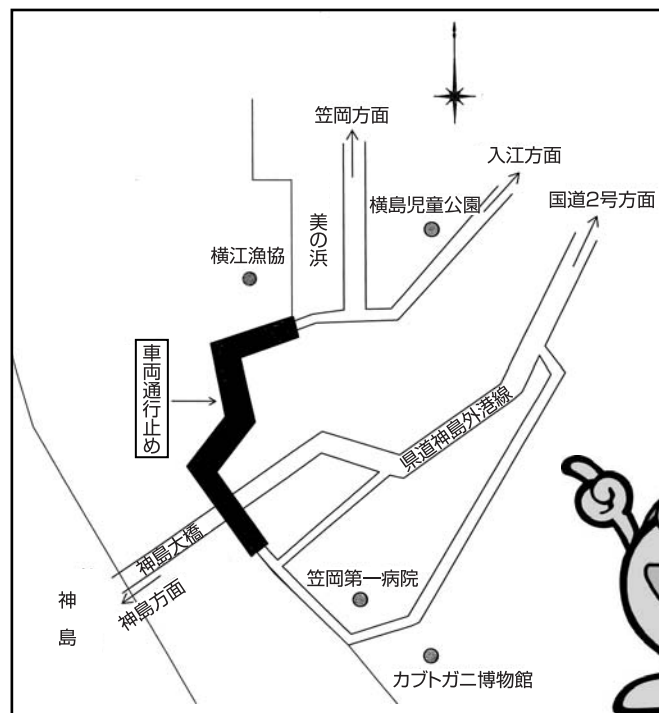 笠岡方面
入江方面
国道2号方面
横島児童公園
美の浜
横江漁協
車両通行止め
県道神島外港線
神島大橋
神島方面
神島
笠岡第一病院
カブトガニ博物館